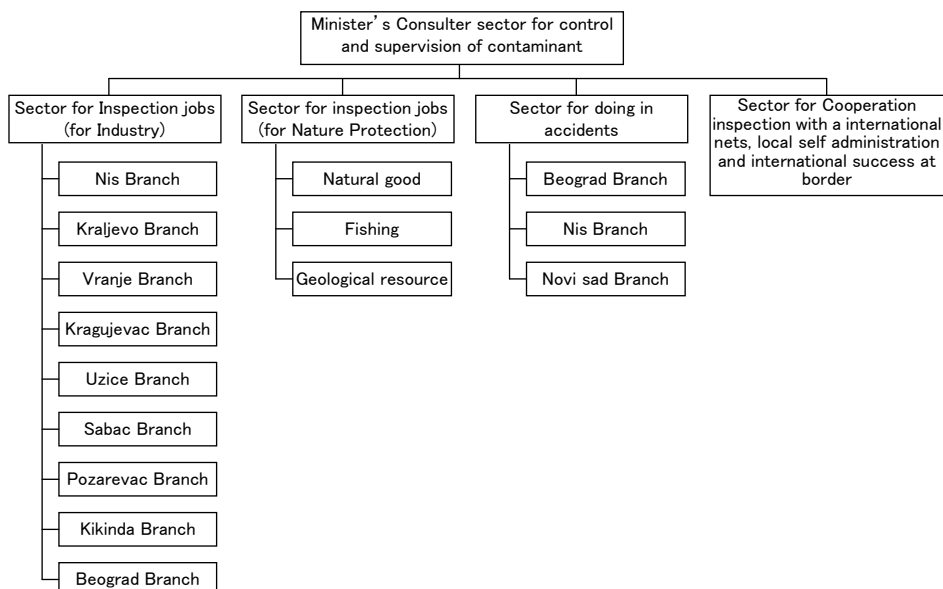 Minister's Consulter sector for control
and supervision of contaminant
Sector for Inspection jobs
(for Industry)
Nis Branch
Kraljevo Branch
Vranje Branch
Kragujevac Branch
Uzice Branch
Sabac Branch
Pozarevac Branch
Kikinda Branch
Beograd Branch
Sector for inspection jobs
(for Nature Protection)
Natural good
Fishing
Geological resource
Sector for doing in
accidents
Beograd Branch
Nis Branch
Novi sad Branch
Sector for Cooperation
inspection with a international
nets, local self administration
and international success at
border